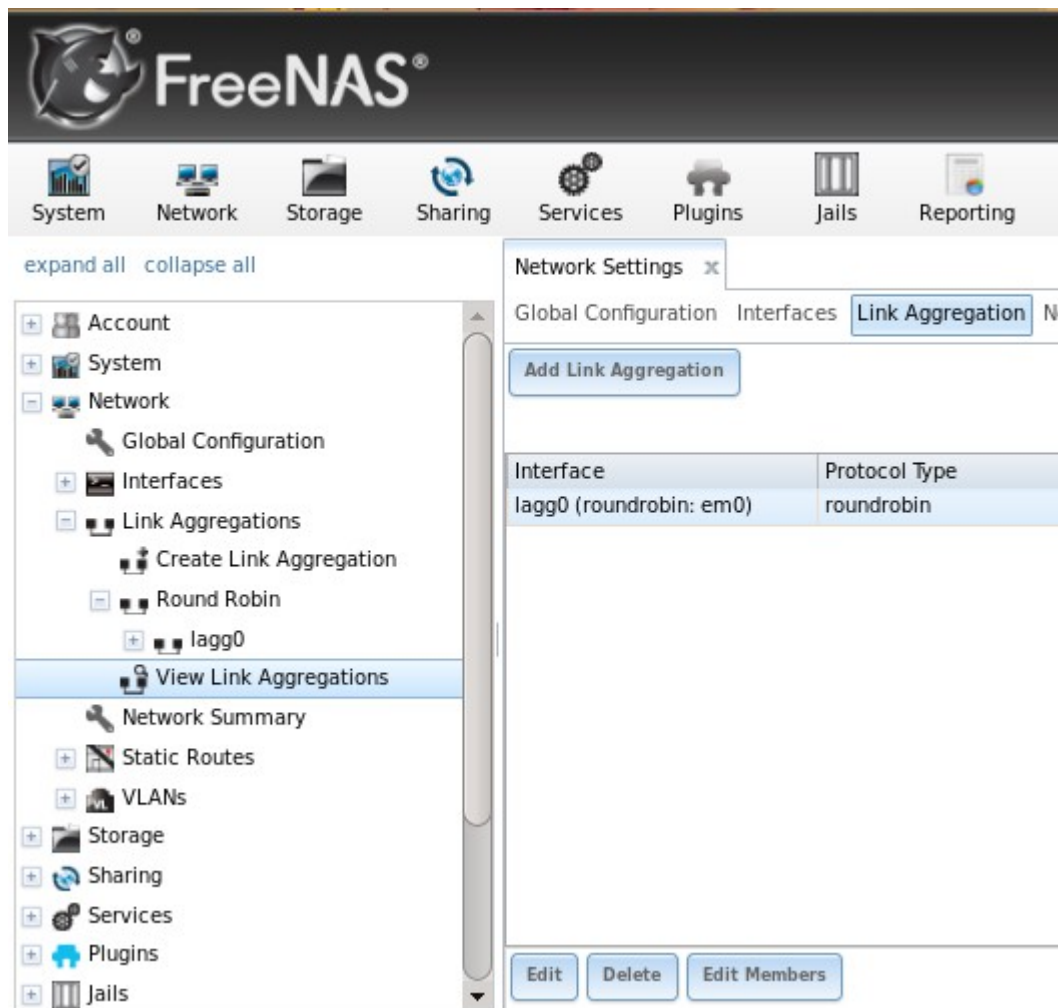 FreeNAS®
System Network Storage Sharing Services Plugins Jails Reporting
expand all collapse all
Account
System
Network
Global Configuration
Interfaces
Link Aggregations
Create Link Aggregation
Round Robin
lagg0
View Link Aggregations
Network Summary
Static Routes
VLANs
Storage
Sharing
Services
Plugins
Jails
Network Settings x
Global Configuration Interfaces Link Aggregation
Add Link Aggregation
Interface Protocol Type
lagg0 (roundrobin: em0) roundrobin
Edit Delete Edit Members